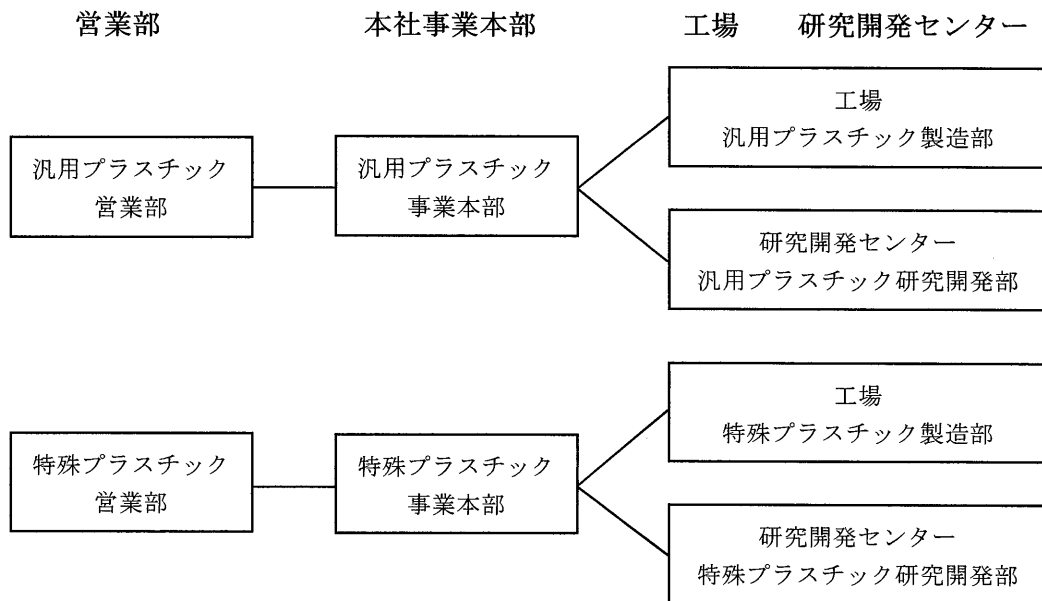 営業部 本社事業本部 工場 研究開発センター
汎用プラスチック
営業部
汎用プラスチック
事業本部
工場
汎用プラスチック製造部
研究開発センター
汎用プラスチック研究開発部
特殊プラスチック
営業部
特殊プラスチック
事業本部
工場
特殊プラスチック製造部
研究開発センター
特殊プラスチック研究開発部